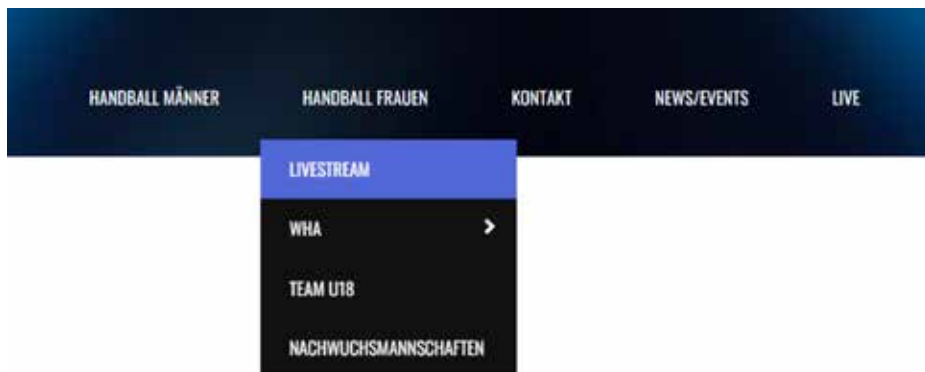 HANDBALL MÄNNER HANDBALL FRAUEN KONTAKT NEWS/EVENTS LIVE
LIVESTREAM
WHA
TEAM U18
NACHWUCHSMANNSCHAFTEN